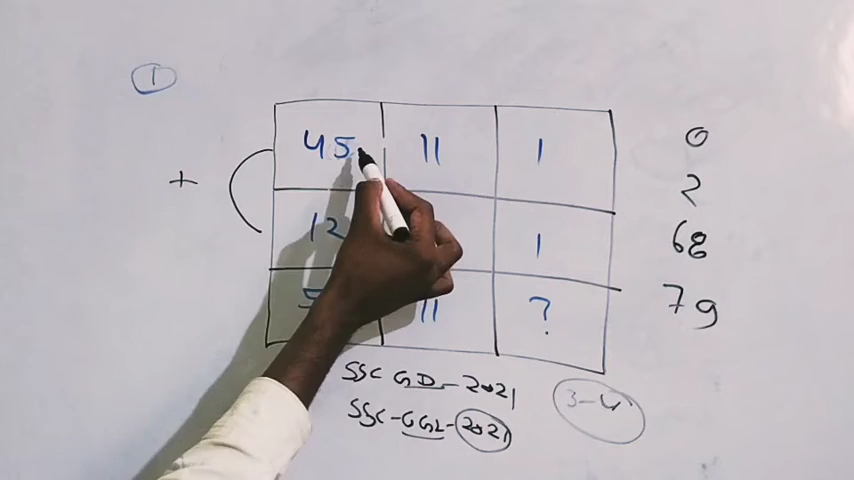 1
45 11 1 0
+ 2
12 1 68
11 ? 79
SSC GD-2021
3-4
SSC-CGL-2021